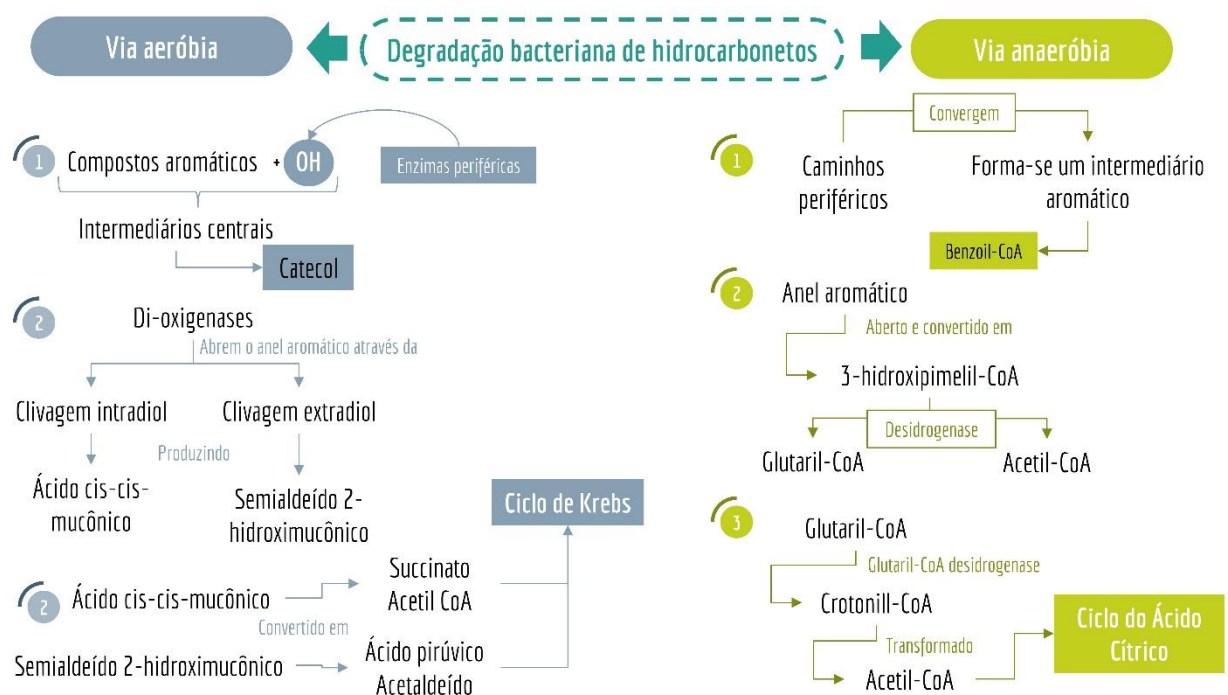 Degradação bacteriana de hidrocarbonetos
Via aeróbia
1
Compostos aromáticos + OH
Enzimas periféricas
Intermediários centrais
Catecol
2
Di-oxigenases
Abrem o anel aromático através da
Clivagem intradiol
Clivagem extradiol
Produzindo
Ácido cis-cis-
mucônico
Semialdeído 2-
hidroximucônico
2
Ácido cis-cis-mucônico
Succinato
Acetil CoA
Convertido em
Semialdeído 2-hidroximucônico
Ácido pirúvico
Acetaldeído
Ciclo de Krebs
Via anaeróbia
Convergem
1
Caminhos
periféricos
Forma-se um intermediário
aromático
Benzoil-CoA
2
Anel aromático
Aberto e convertido em
3-hidroxipimelil-CoA
Desidrogenase
Glutaril-CoA
Acetil-CoA
3
Glutaril-CoA
Glutaril-CoA desidrogenase
Crotonill-CoA
Transformado
Acetil-CoA
Ciclo do Ácido
Cítrico